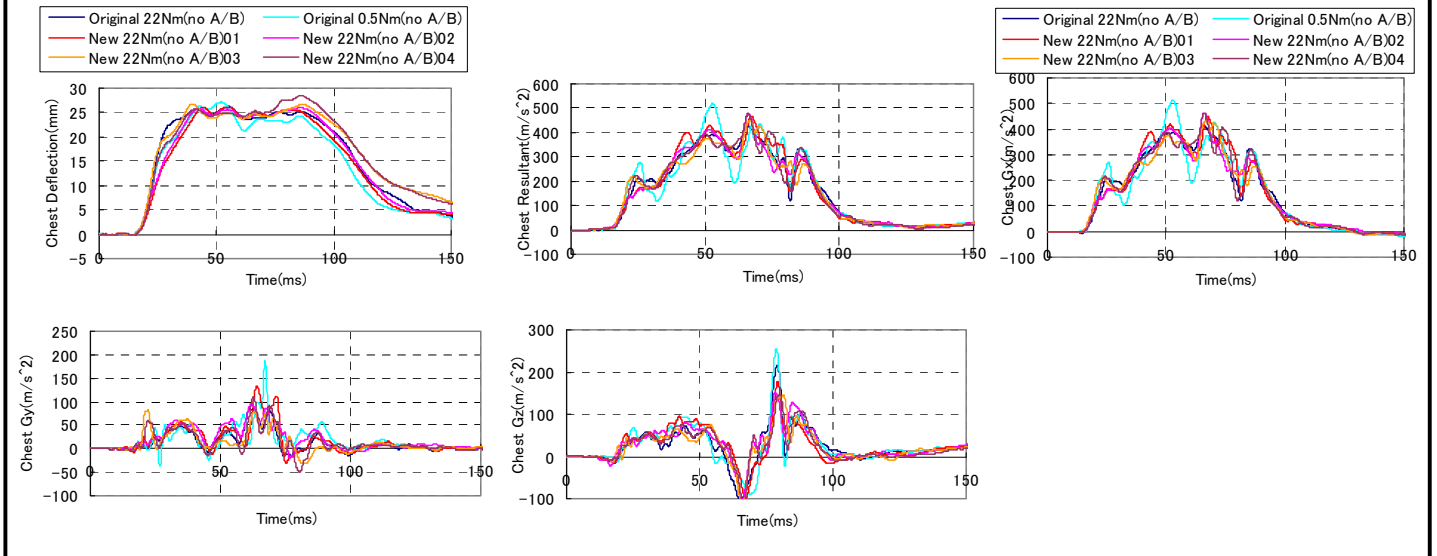 Original 22Nm(no A/B) Original 0.5Nm(no A/B)
New 22Nm(no A/B)01 New 22Nm(no A/B)02
New 22Nm(no A/B)03 New 22Nm(no A/B)04
Original 22Nm(no A/B) Original 0.5Nm(no A/B)
New 22Nm(no A/B)01 New 22Nm(no A/B)02
New 22Nm(no A/B)03 New 22Nm(no A/B)04
Chest Deflection(mm)
30
25
20
15
10
5
0
-5
0 50 100 150
Time(ms)
Chest Resultant(m/s^2)
600
500
400
300
200
100
0
-100
0 50 100 150
Time(ms)
Chest Gx(m/s^2)
600
500
400
300
200
100
0
-100
0 50 100 150
Time(ms)
Chest Gy(m/s^2)
250
200
150
100
50
0
-50
-100
0 50 100 150
Time(ms)
Chest Gz(m/s^2)
300
200
100
0
-100
0 50 100 150
Time(ms)